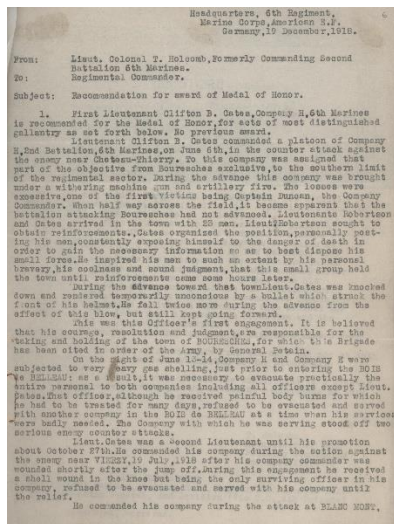 Headquarters, 6th Regiment,
Marine Corps, American E.F.
Germany, 19 December, 1918.
From: Lieut. Colonel T. Holcomb, Formerly Commanding Second
Battalion 6th Marines.
To: Regimental Commander.
Subject: Recommendation for award of Medal of Honor.
1. First Lieutenant Clifton B. Cates, Company H, 6th Marines
is recommended for the Medal of Honor, for acts of most distinguished
gallantry as set forth below. No previous award.
Lieutenant Clifton B. Cates commanded a platoon of Company
H, 2nd Battalion, 6th Marines, on June 6th, in the counter attack against
the enemy near Chateau-Thierry. To this company was assigned that
part of the objective from Bouresches exclusive, to the southern limit
of the regimental sector. During the advance this company was brought
under a withering machine gun and artillery fire. The losses were
excessive, one of the first victims being Captain Duncan, the Company
Commander. When half way across the field, it became apparent that the
battalion attacking Bouresches had not advanced. Lieutenants Robertson
and Cates arrived in the town with 23 men. Lieut. Robertson sought to
obtain reinforcements. Cates organized the position, personally post-
ing his men, constantly exposing himself to the danger of death in
order to gain the necessary information as to best dispose his
small force. He inspired his men to such an extent by his personal
bravery, his coolness and sound judgment, that this small group held
the town until reinforcements came some hours later.
During the advance toward that town Lieut. Cates was knocked
down and rendered temporarily unconscious by a bullet which struck the
front of his helmet. He fell twice more during the advance from the
effect of this blow, but still kept going forward.
This was this Officer's first engagement. It is believed
that his courage, resolution and judgment, are responsible for the
taking and holding of the town of BOURESCHES, for which this Brigade
has been cited in order of the Army, by General Petain.
On the night of June 13-14, Company H and Company E were
subjected to very heavy gas shelling, just prior to entering the BOIS
de BELLEAU: as a result, it was necessary to evacuate practically the
entire personnel to both companies including all officers except Lieut.
Cates. That officer, although he received painful body burns for which
he had to be treated for many days, refused to be evacuated and served
with another company in the BOIS de BELLEAU at a time when his services
were badly needed. The Company with which he was serving stood off two
serious enemy counter attacks.
Lieut. Cates was a Second Lieutenant until his promotion
about October 27th. He commended his company during the action against
the enemy near VIERZY, 19 July, 1918 after his company commander was
wounded shortly after the jump off. During this engagement he received
a shell wound in the knee but being the only surviving officer in his
company, refused to be evacuated and served with his company until
the relief.
He commanded his company during the attack at BLANC MONT,